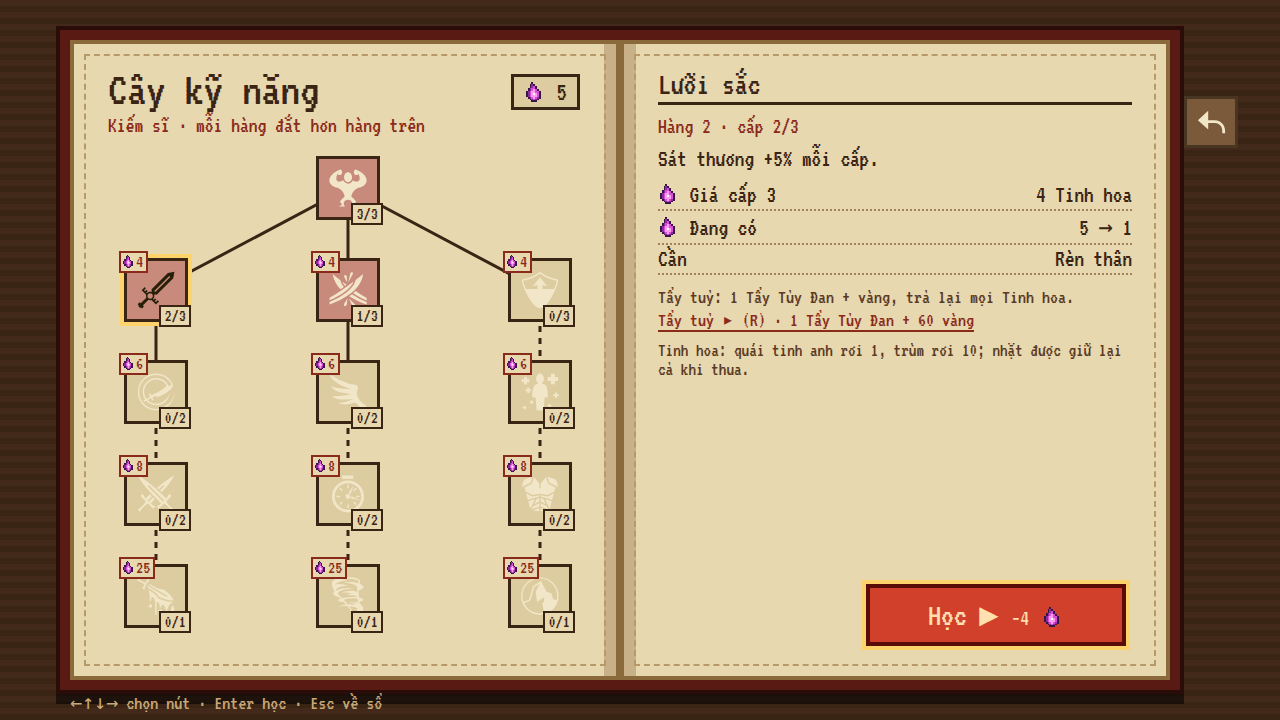 Cây kỹ năng
5
Kiếm sĩ · mỗi hàng đắt hơn hàng trên
3/3
4
4
4
2/3
1/3
0/3
6
6
6
0/2
0/2
0/2
8
8
8
0/2
0/2
0/2
25
25
25
0/1
0/1
0/1
Lưỡi sắc
Hàng 2 · cấp 2/3
Sát thương +5% mỗi cấp.
Giá cấp 3 4 Tinh hoa
Đang có 5 → 1
Cần Rèn thân
Tẩy tuỷ: 1 Tẩy Tủy Đan + vàng, trả lại mọi Tinh hoa.
Tẩy tuỷ ► (R) · 1 Tẩy Tủy Đan + 60 vàng
Tinh hoa: quái tinh anh rơi 1, trùm rơi 10; nhặt được giữ lại
cả khi thua.
Học ► -4
←↑↓→ chọn nút · Enter học · Esc về sổ